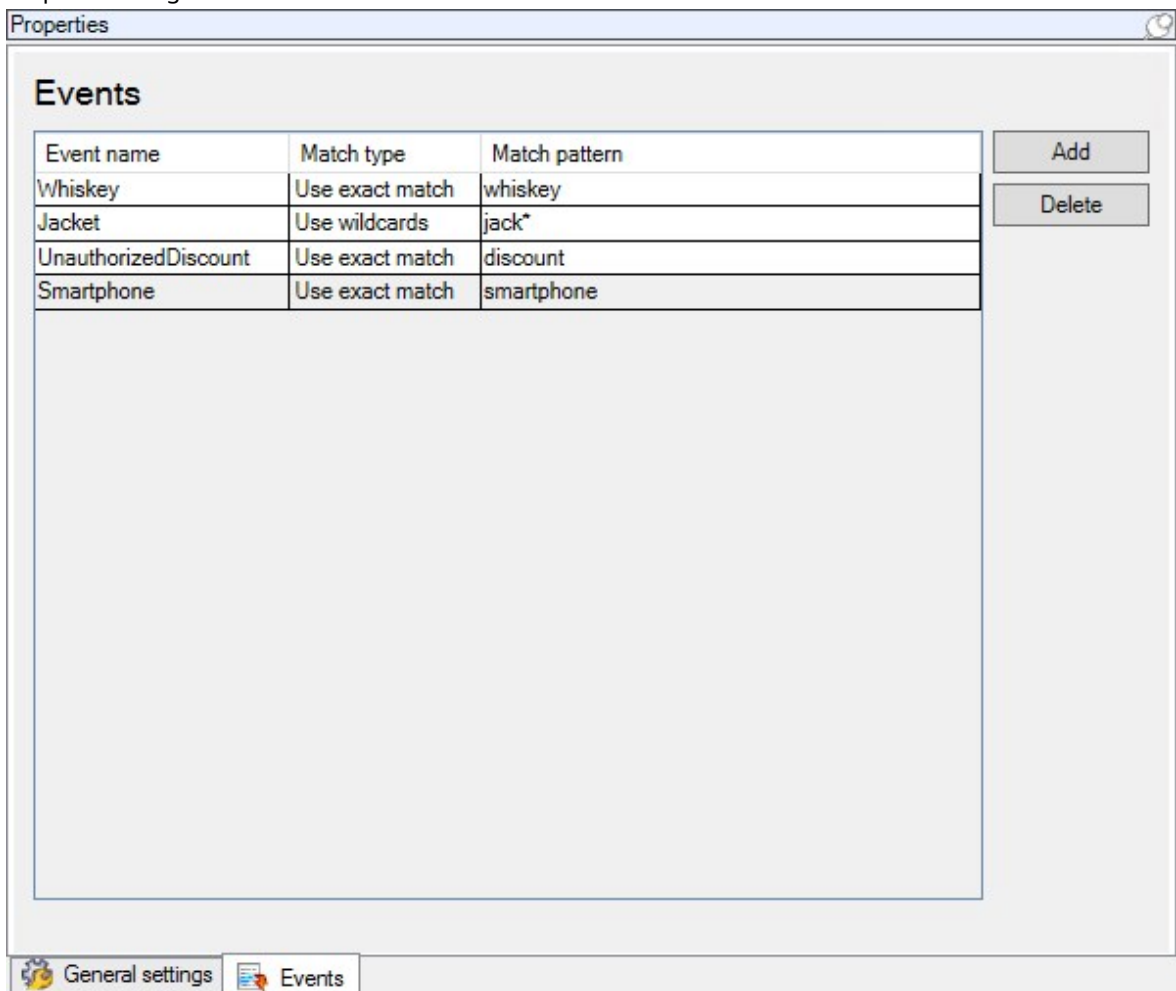 Properties
Events
Event name Match type Match pattern Add
Whiskey Use exact match whiskey
Delete
Jacket Use wildcards jack*
UnauthorizedDiscount Use exact match discount
Smartphone Use exact match smartphone
General settings Events